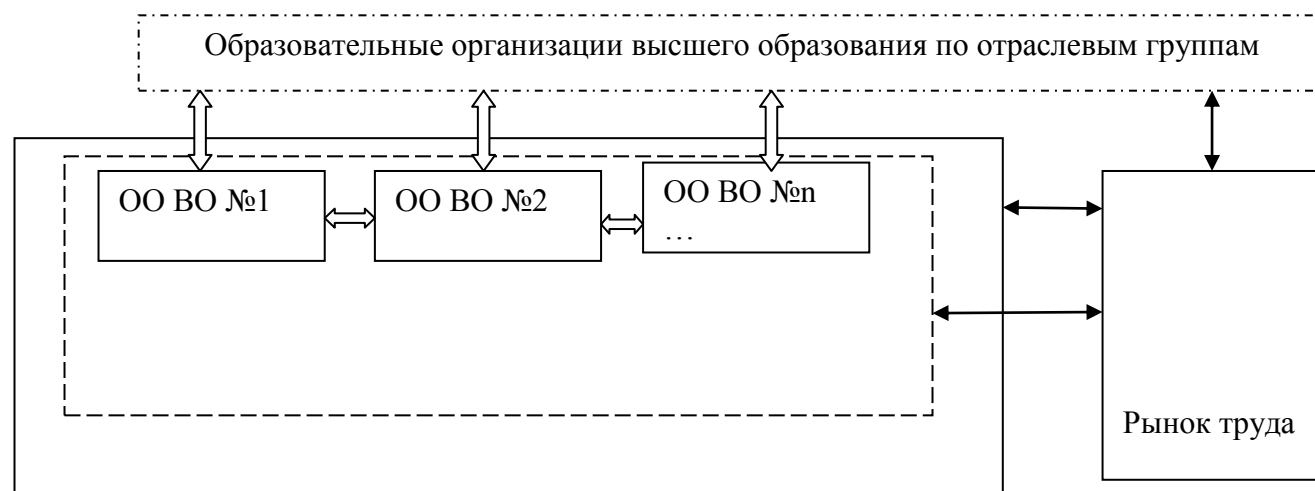 Образовательные организации высшего образования по отраслевым группам
ОО ВО №1
ОО ВО №2
ОО ВО №n
…
Рынок труда